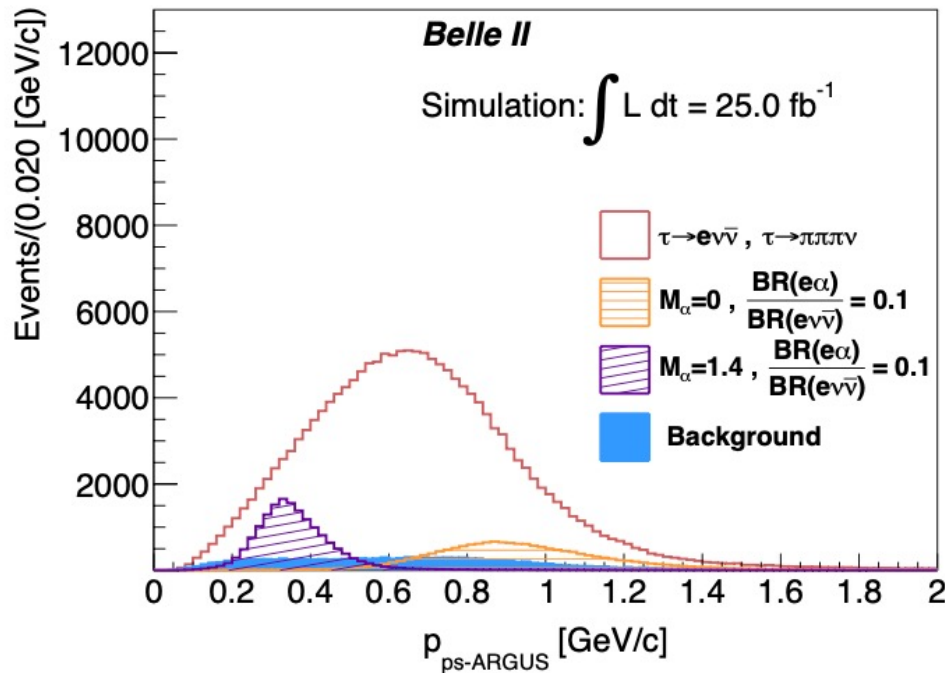 Belle II
Simulation: ∫ L dt = 25.0 fb⁻¹
Events/(0.020 [GeV/c])
12000
10000
8000
6000
4000
2000
τ→eνν̄ , τ→πππν
M_α=0 , BR(eα)/BR(eνν̄) = 0.1
M_α=1.4 , BR(eα)/BR(eνν̄) = 0.1
Background
0 0.2 0.4 0.6 0.8 1 1.2 1.4 1.6 1.8 2
p_ps-ARGUS [GeV/c]